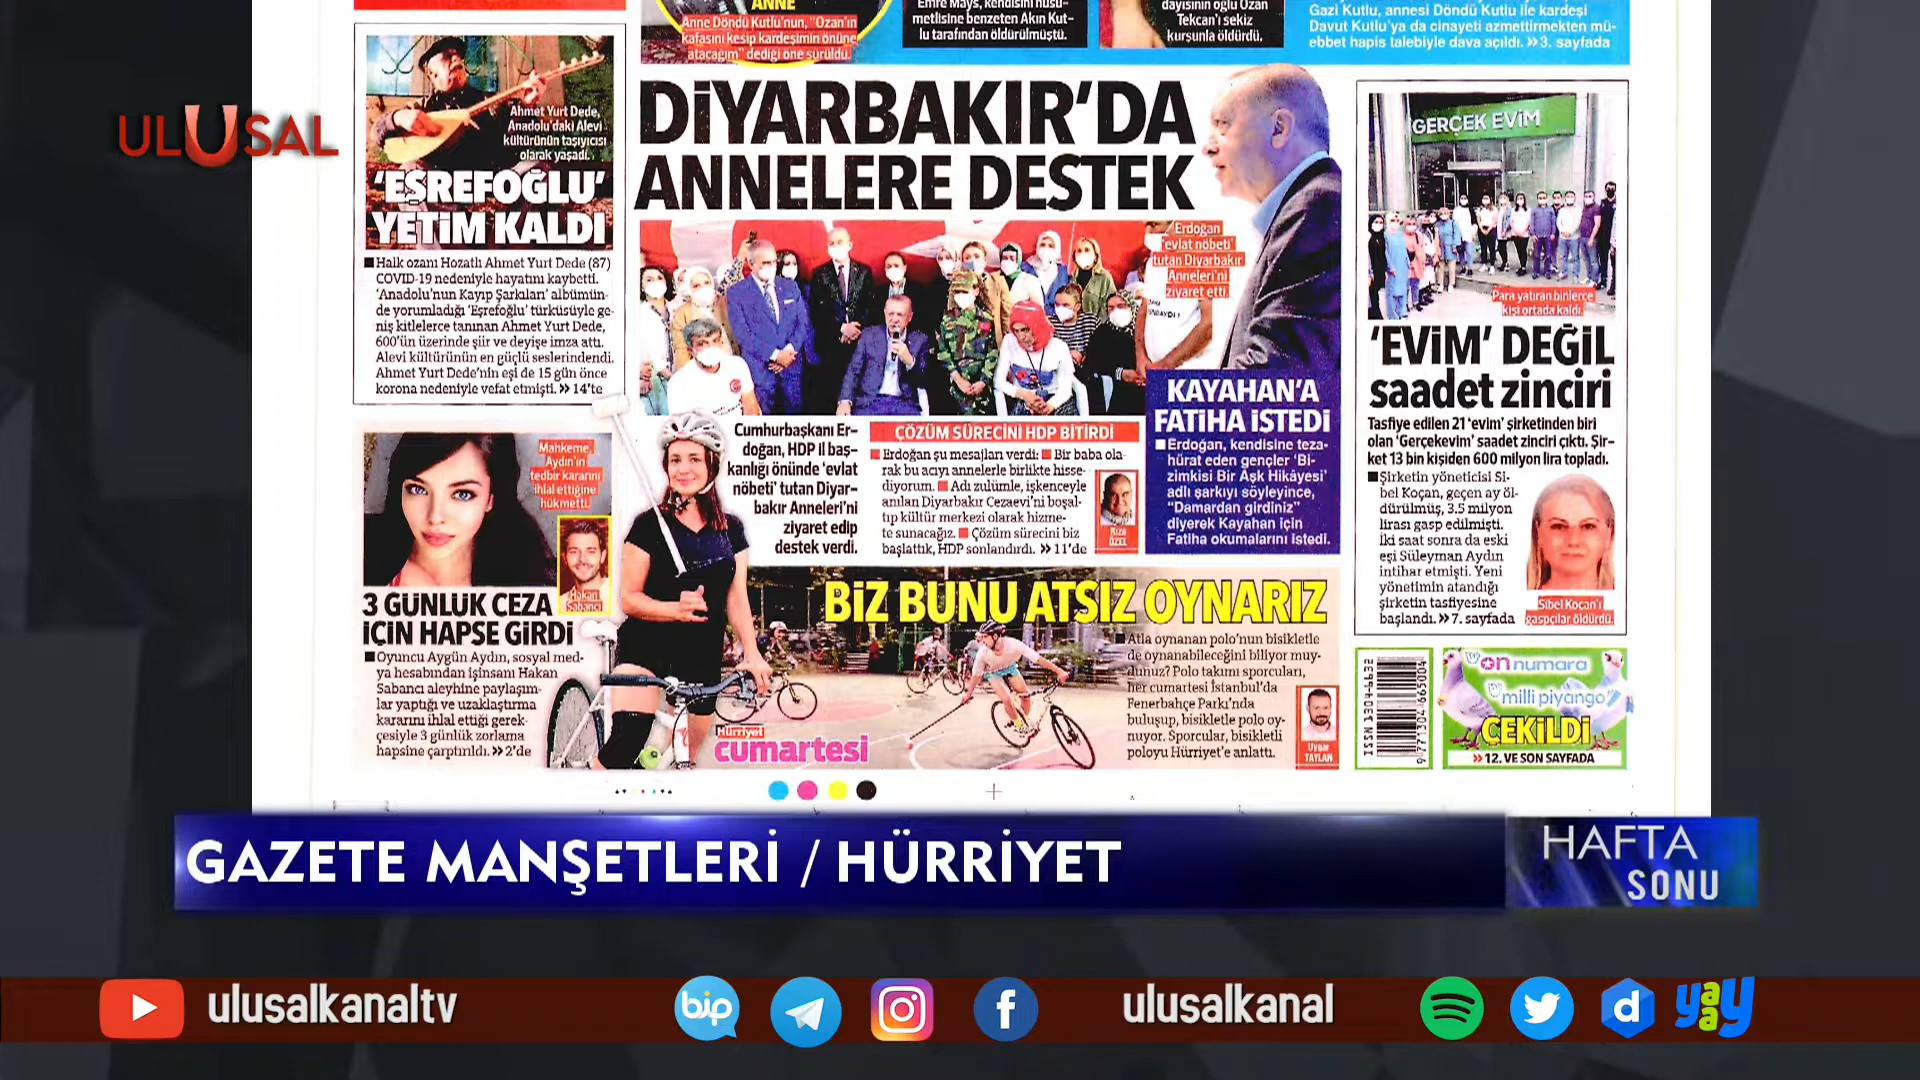 ANNE
Anne Döndü Kutlu'nun, "Ozan'ın
kafasını kesip kardeşimin önüne
atacağım" dediği öne sürüldü.
Emre Mays, kendisini husu-
metlisine benzeten Akın Kut-
lu tarafından öldürülmüştü.
dayısının oğlu Ozan
Tekcan'ı sekiz
kurşunla öldürdü.
Gazi Kutlu, annesi Döndü Kutlu ile kardeşi
Davut Kutlu'ya da cinayeti azmettirmekten mü-
ebbet hapis talebiyle dava açıldı. » 3. sayfada
ULUSAL
Ahmet Yurt Dede,
Anadolu'daki Alevi
kültürünün taşıyıcısı
olarak yaşadı.
'EŞREFOĞLU'
YETİM KALDI
■ Halk ozanı Hozatlı Ahmet Yurt Dede (87)
COVID-19 nedeniyle hayatını kaybetti.
'Anadolu'nun Kayıp Şarkıları' albümün-
de yorumladığı 'Eşrefoğlu' türküsüyle ge-
niş kitlelerce tanınan Ahmet Yurt Dede,
600'ün üzerinde şiir ve deyişe imza attı.
Alevi kültürünün en güçlü seslerindendi.
Ahmet Yurt Dede'nin eşi de 15 gün önce
korona nedeniyle vefat etmişti. » 14'te
DİYARBAKIR'DA
ANNELERE DESTEK
Erdoğan
'evlat nöbeti'
tutan Diyarbakır
Anneleri'ni
ziyaret etti.
Cumhurbaşkanı Er-
doğan, HDP il baş-
kanlığı önünde 'evlat
nöbeti' tutan Diyar-
bakır Anneleri'ni
ziyaret edip
destek verdi.
ÇÖZÜM SÜRECİNİ HDP BİTİRDİ
■ Erdoğan şu mesajları verdi: ■ Bir baba ola-
rak bu acıyı annelerle birlikte hisse-
diyorum. ■ Adı zulümle, işkenceyle
anılan Diyarbakır Cezaevi'ni boşal-
tıp kültür merkezi olarak hizme-
te sunacağız. ■ Çözüm sürecini biz
başlattık, HDP sonlandırdı. » 11'de
Rıza
ÖZEL
KAYAHAN'A
FATİHA İSTEDİ
■ Erdoğan, kendisine teza-
hürat eden gençler 'Bi-
zimkisi Bir Aşk Hikâyesi'
adlı şarkıyı söyleyince,
"Damardan girdiniz"
diyerek Kayahan için
Fatiha okumalarını istedi.
GERÇEK EVİM
Para yatıran binlerce
kişi ortada kaldı.
'EVİM' DEĞİL
saadet zinciri
Tasfiye edilen 21 'evim' şirketinden biri
olan 'Gerçekevim' saadet zinciri çıktı. Şir-
ket 13 bin kişiden 600 milyon lira topladı.
■ Şirketin yöneticisi Si-
bel Koçan, geçen ay öl-
dürülmüş, 3.5 milyon
lirası gasp edilmişti.
İki saat sonra da eski
eşi Süleyman Aydın
intihar etmişti. Yeni
yönetimin atandığı
şirketin tasfiyesine
başlandı. » 7. sayfada
Sibel Koçan'ı
gaspçılar öldürdü.
Mahkeme,
Aydın'ın
tedbir kararını
ihlal ettiğine
hükmetti.
Hakan
Sabancı
3 GÜNLÜK CEZA
İÇİN HAPSE GİRDİ
■ Oyuncu Aygün Aydın, sosyal med-
ya hesabından işinsanı Hakan
Sabancı aleyhine paylaşım-
lar yaptığı ve uzaklaştırma
kararını ihlal ettiği gerek-
çesiyle 3 günlük zorlama
hapsine çarptırıldı. » 2'de
BİZ BUNU ATSIZ OYNARIZ
■ Atla oynanan polo'nun bisikletle
de oynanabileceğini biliyor muy-
dunuz? Polo takımı sporcuları,
her cumartesi İstanbul'da
Fenerbahçe Parkı'nda
buluşup, bisikletle polo oy-
nuyor. Sporcular, bisikletli
poloyu Hürriyet'e anlattı.
Uygar
TAYLAN
Hürriyet
cumartesi
ISSN 1304-6632
9 771304 665004
on numara
milli piyango
ÇEKİLDİ
» 12. VE SON SAYFADA
GAZETE MANŞETLERİ / HÜRRİYET
HAFTA
SONU
ulusalkanaltv
bip
ulusalkanal
d
yaay